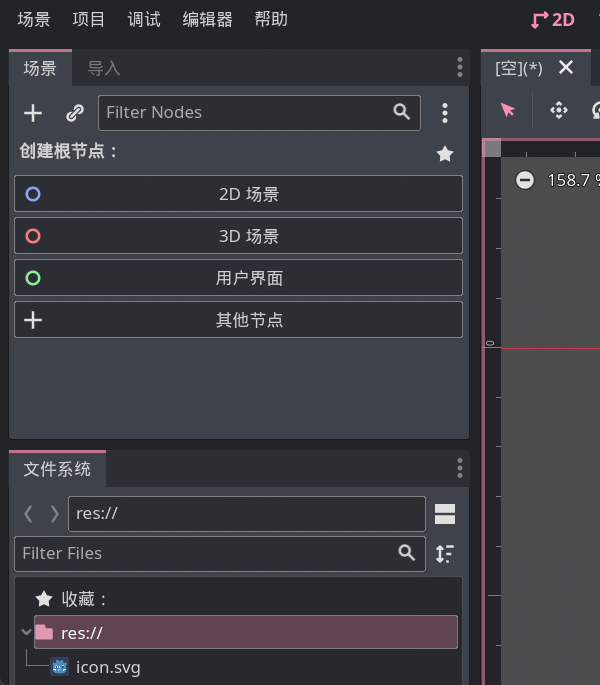 场景 项目 调试 编辑器 帮助 2D
场景 导入 [空](*)
Filter Nodes
创建根节点：
158.7 %
2D 场景
3D 场景
用户界面
其他节点
0
文件系统
res://
Filter Files
收藏：
res://
icon.svg